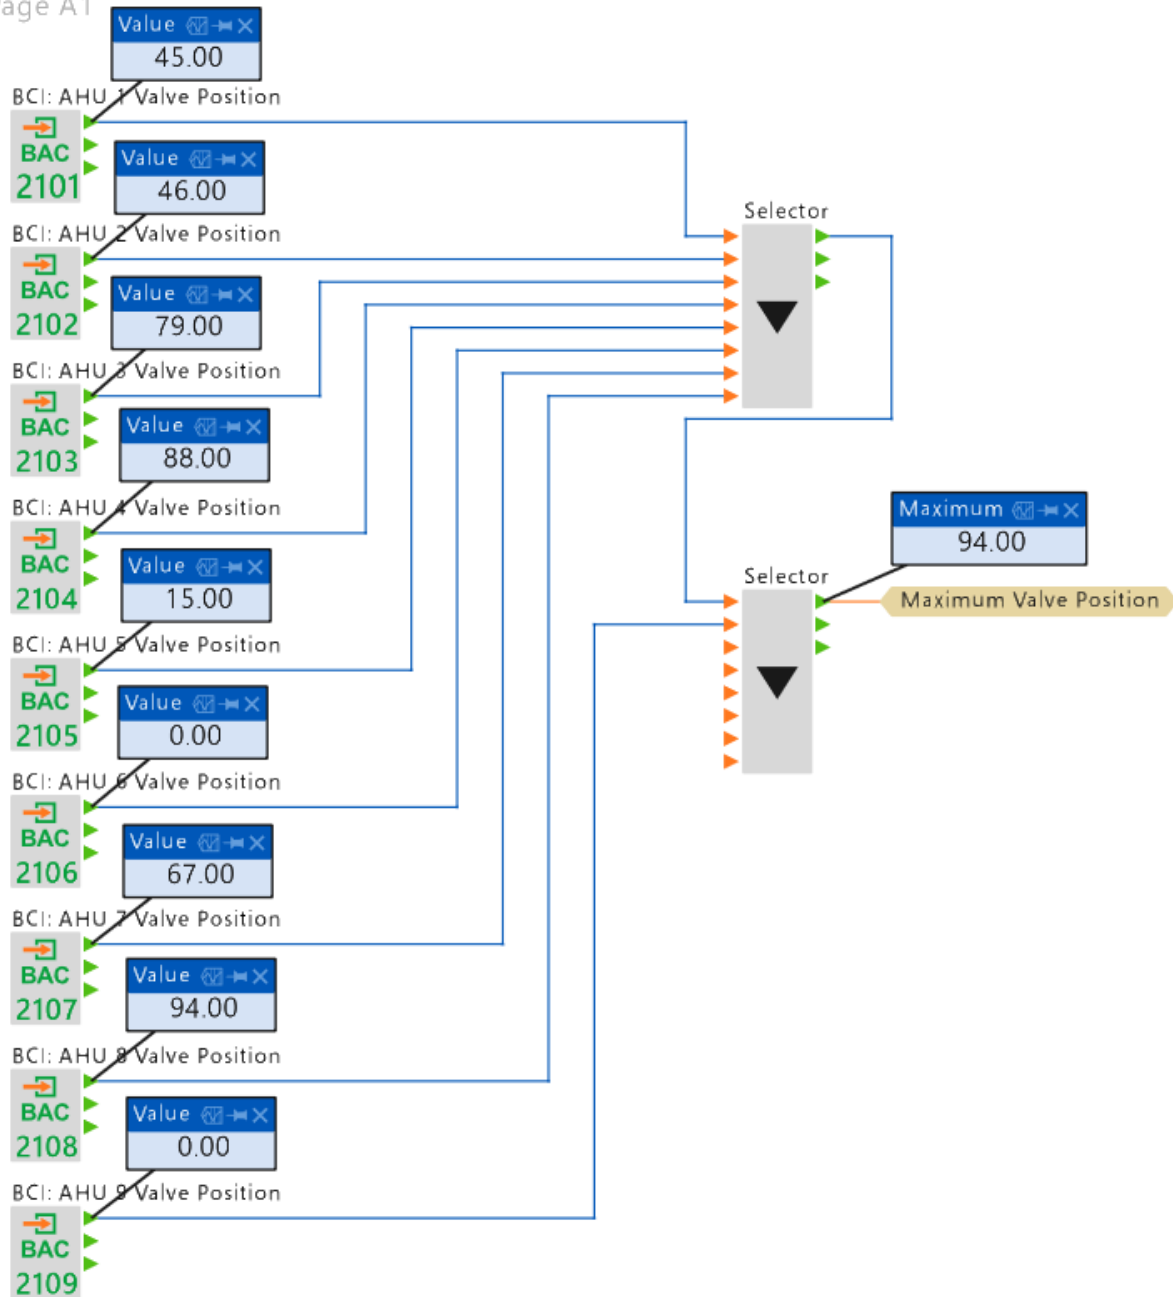 Page A1
Value
45.00
BCI: AHU 1 Valve Position
BAC
2101
Value
46.00
BCI: AHU 2 Valve Position
BAC
2102
Value
79.00
BCI: AHU 3 Valve Position
BAC
2103
Value
88.00
BCI: AHU 4 Valve Position
BAC
2104
Value
15.00
BCI: AHU 5 Valve Position
BAC
2105
Value
0.00
BCI: AHU 6 Valve Position
BAC
2106
Value
67.00
BCI: AHU 7 Valve Position
BAC
2107
Value
94.00
BCI: AHU 8 Valve Position
BAC
2108
Value
0.00
BCI: AHU 9 Valve Position
BAC
2109
Selector
Maximum
94.00
Selector
Maximum Valve Position